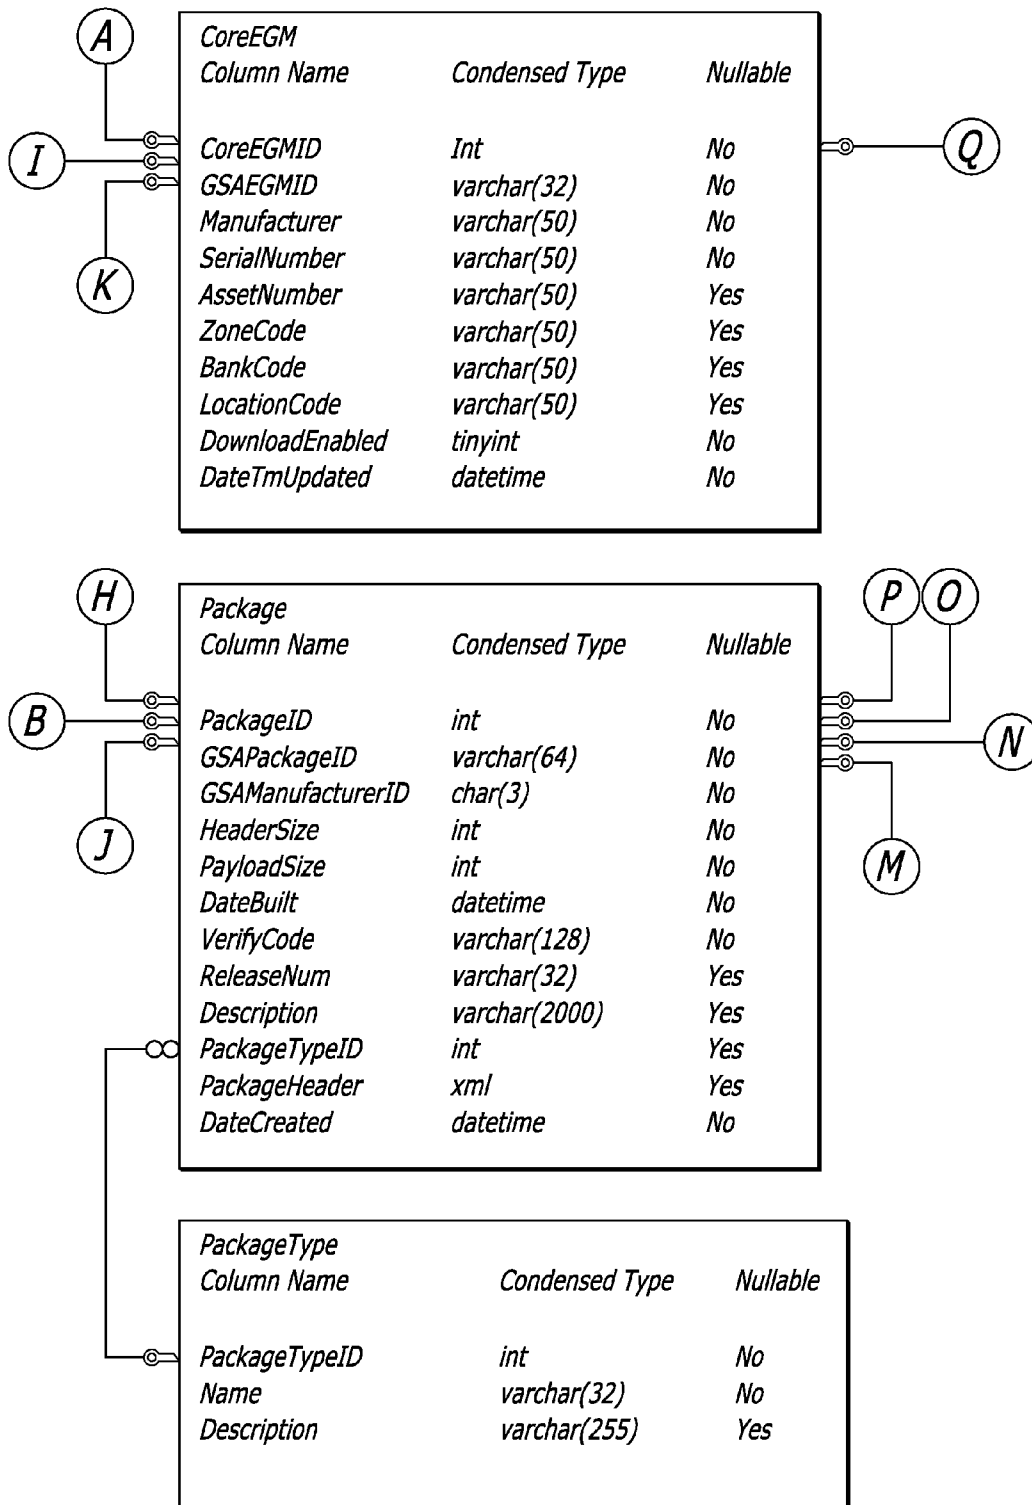 A
CoreEGM
Column Name Condensed Type Nullable
CoreEGMID Int No
Q
I
GSAEGMID varchar(32) No
Manufacturer varchar(50) No
SerialNumber varchar(50) No
K
AssetNumber varchar(50) Yes
ZoneCode varchar(50) Yes
BankCode varchar(50) Yes
LocationCode varchar(50) Yes
DownloadEnabled tinyint No
DateTmUpdated datetime No
H
P
O
Package
Column Name Condensed Type Nullable
B
PackageID int No
N
GSAPackageID varchar(64) No
GSAManufacturerID char(3) No
HeaderSize int No
J
PayloadSize int No
M
DateBuilt datetime No
VerifyCode varchar(128) No
ReleaseNum varchar(32) Yes
Description varchar(2000) Yes
PackageTypeID int Yes
PackageHeader xml Yes
DateCreated datetime No
PackageType
Column Name Condensed Type Nullable
PackageTypeID int No
Name varchar(32) No
Description varchar(255) Yes